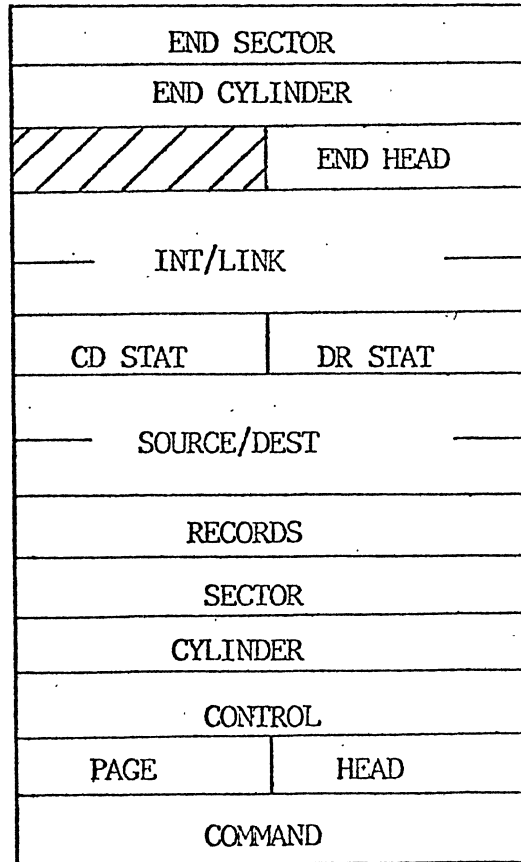 END SECTOR
END CYLINDER
END HEAD
INT/LINK
CD STAT DR STAT
SOURCE/DEST
RECORDS
SECTOR
CYLINDER
CONTROL
PAGE HEAD
COMMAND